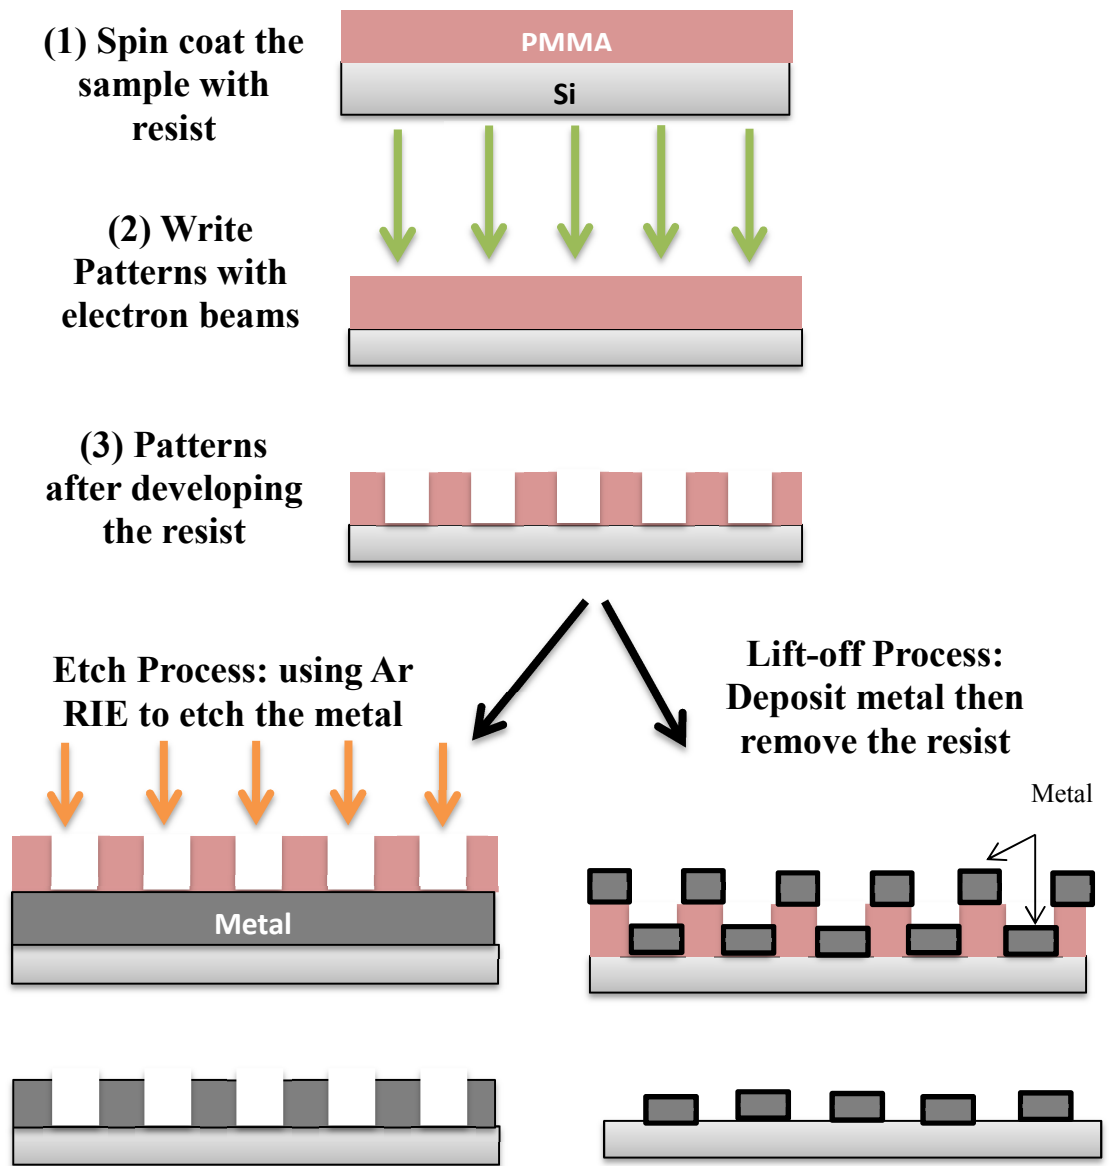 (1) Spin coat the
sample with
resist
PMMA
Si
(2) Write
Patterns with
electron beams
(3) Patterns
after developing
the resist
Etch Process: using Ar
RIE to etch the metal
Lift-off Process:
Deposit metal then
remove the resist
Metal
Metal